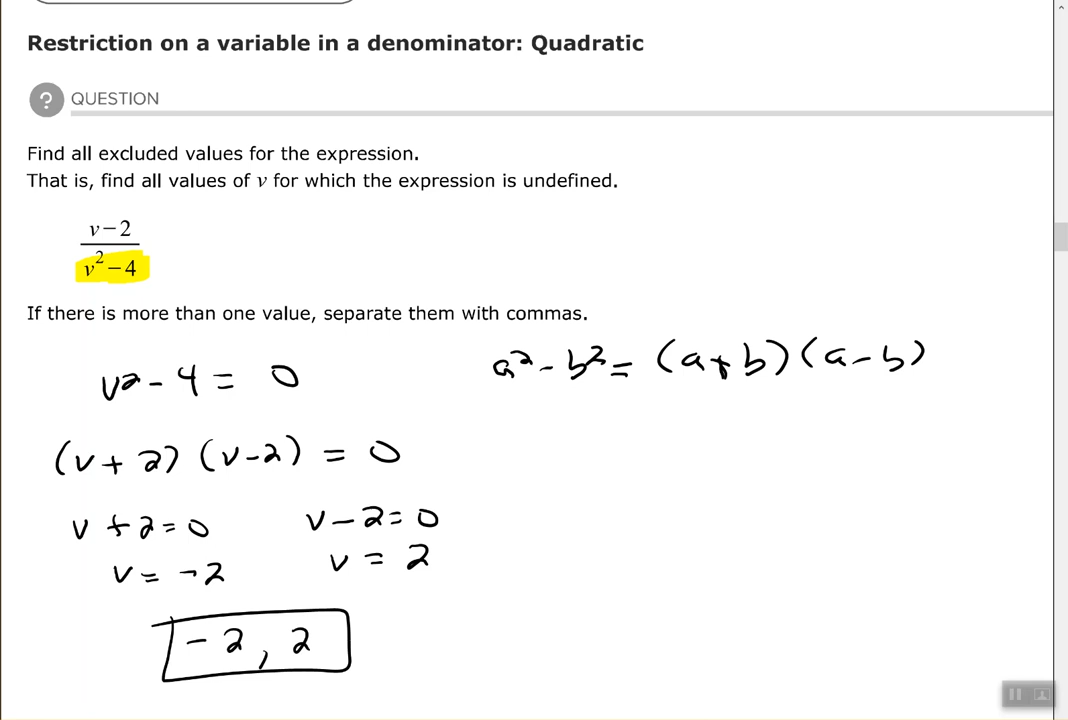 Restriction on a variable in a denominator: Quadratic
? QUESTION
Find all excluded values for the expression.
That is, find all values of v for which the expression is undefined.
v-2
v²-4
If there is more than one value, separate them with commas.
v² - 4 = 0
a² - b² = (a+b)(a-b)
(v+2)(v-2) = 0
v+2=0
v-2=0
v=-2
v=2
-2, 2